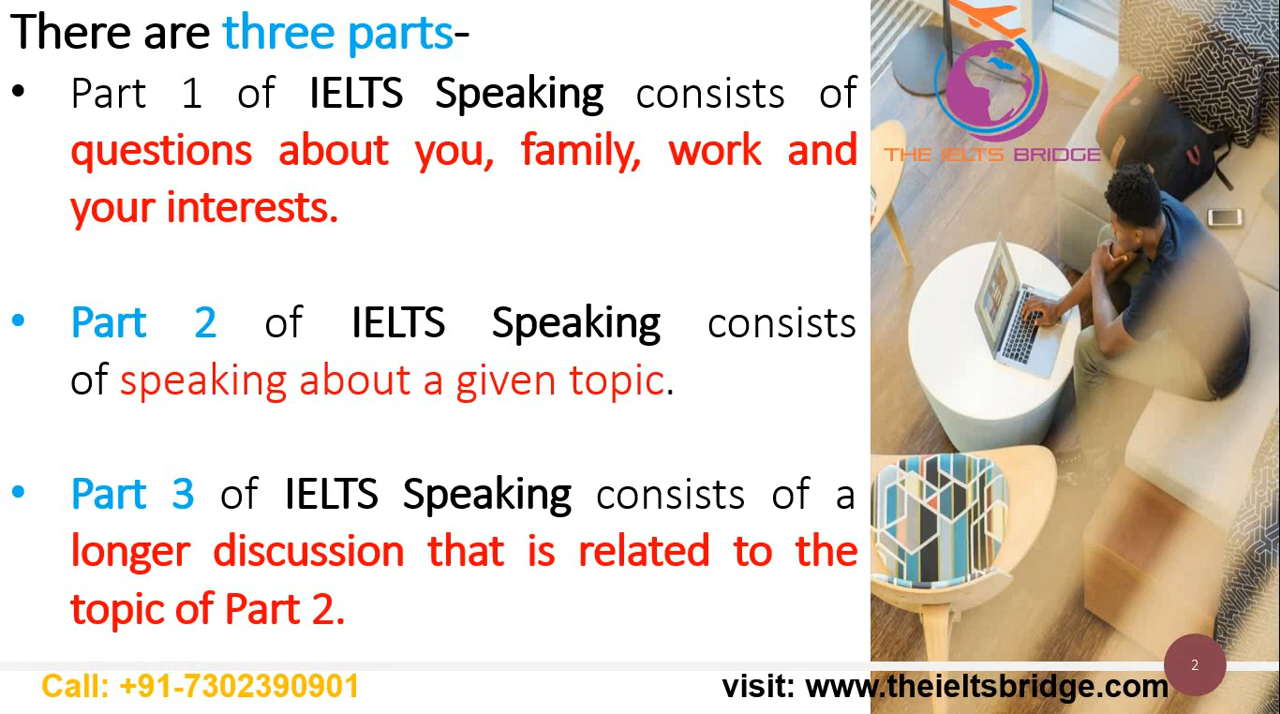 There are three parts-
• Part 1 of IELTS Speaking consists of
questions about you, family, work and
your interests.
• Part 2 of IELTS Speaking consists
of speaking about a given topic.
• Part 3 of IELTS Speaking consists of a
longer discussion that is related to the
topic of Part 2.
THE IELTS BRIDGE
2
Call: +91-7302390901
visit: www.theieltsbridge.com